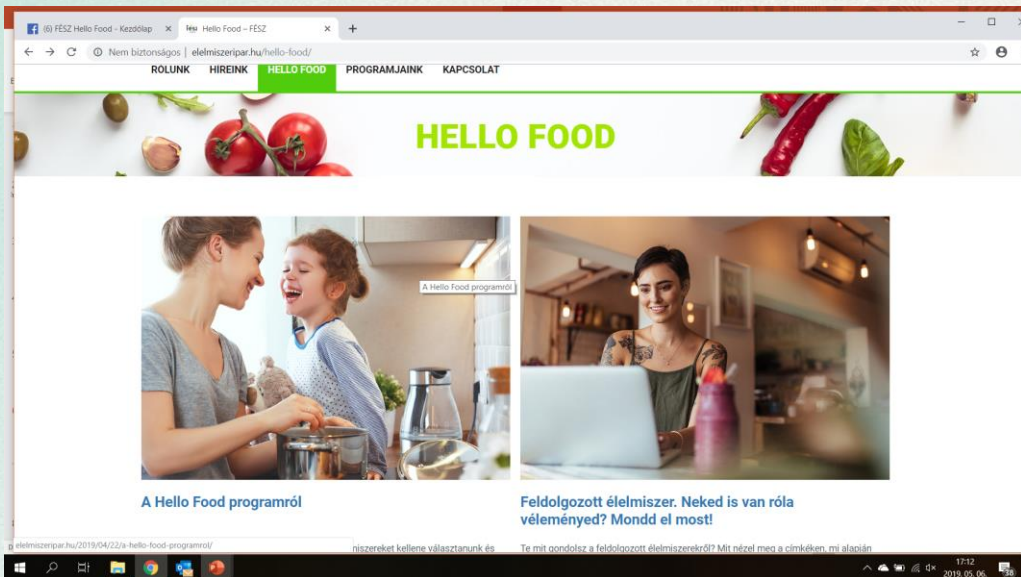 (6) FÉSZ Hello Food - Kezdőlap
Hello Food – FÉSZ
Nem biztonságos | elelmiszeripar.hu/hello-food/
RÓLUNK HÍREINK HELLO FOOD PROGRAMJAINK KAPCSOLAT
HELLO FOOD
A Hello Food programról
A Hello Food programról
Feldolgozott élelmiszer. Neked is van róla
véleményed? Mondd el most!
elelmiszeripar.hu/2019/04/22/a-hello-food-programrol/
miszereket kellene választanunk és
Te mit gondolsz a feldolgozott élelmiszerekről? Mit nézel meg a címkéken, mi alapján
17:12
2019. 05. 06.